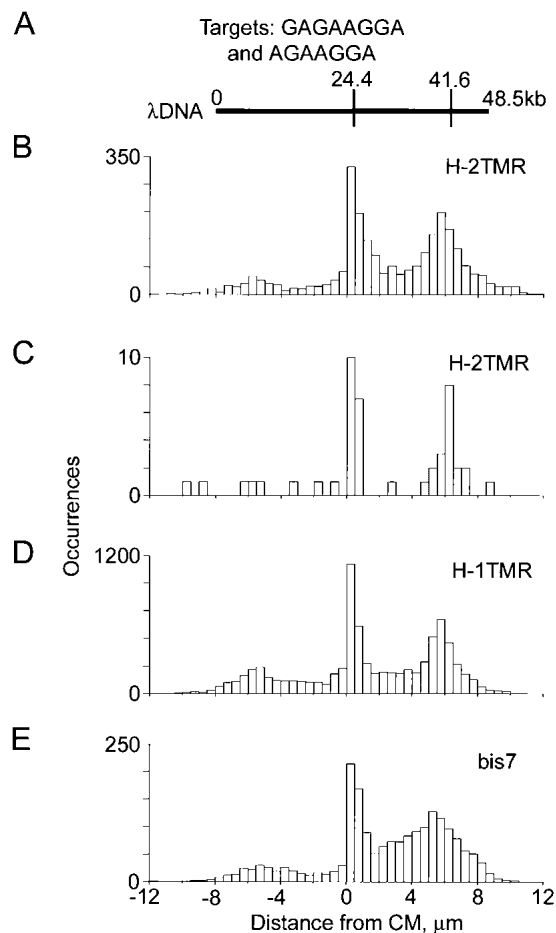 A
Targets: GAGAAGGA
and AGAAGGA
0
24.4
41.6
48.5kb
λDNA
B
350
H-2TMR
0
C
10
H-2TMR
0
Occurrences
D
1200
H-1TMR
0
E
250
bis7
0
-12
-8
-4
0
4
8
12
Distance from CM, μm